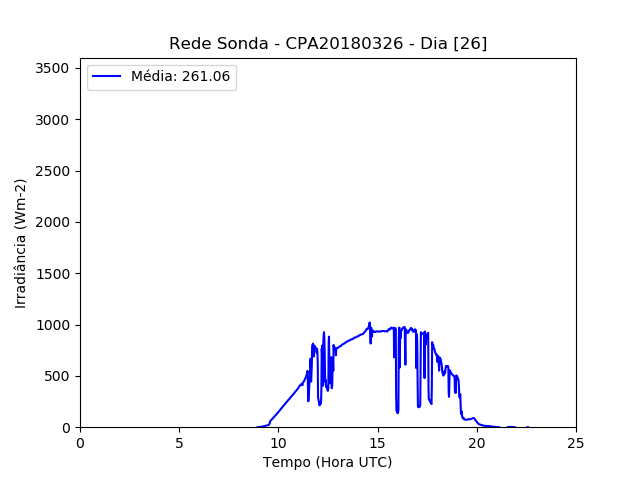 Rede Sonda - CPA20180326 - Dia [26]
Média: 261.06
Irradiância (Wm-2)
3500
3000
2500
2000
1500
1000
500
0
0 5 10 15 20 25
Tempo (Hora UTC)